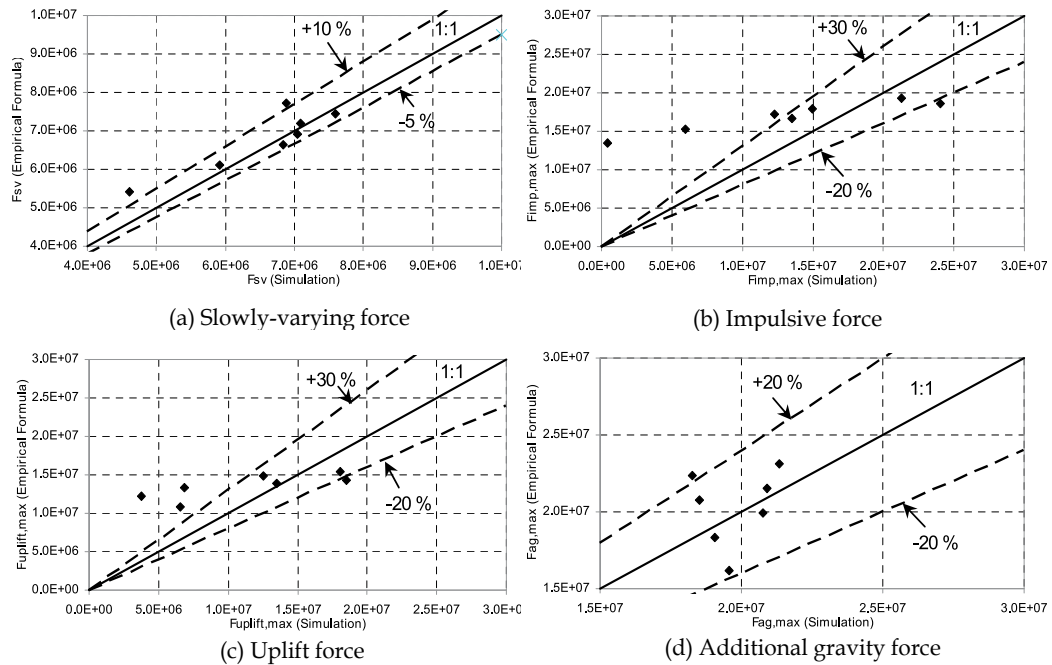 1.0E+07
9.0E+06
8.0E+06
7.0E+06
6.0E+06
5.0E+06
4.0E+06
Fsv (Empirical Formula)
+10 %
1:1
-5 %
4.0E+06 5.0E+06 6.0E+06 7.0E+06 8.0E+06 9.0E+06 1.0E+07
Fsv (Simulation)
(a) Slowly-varying force
3.0E+07
2.5E+07
2.0E+07
1.5E+07
1.0E+07
5.0E+06
0.0E+00
Fimp,max (Empirical Formula)
+30 %
1:1
-20 %
0.0E+00 5.0E+06 1.0E+07 1.5E+07 2.0E+07 2.5E+07 3.0E+07
Fimp,max (Simulation)
(b) Impulsive force
3.0E+07
2.5E+07
2.0E+07
1.5E+07
1.0E+07
5.0E+06
0.0E+00
Fuplift,max (Empirical Formula)
+30 %
1:1
-20 %
0.0E+00 5.0E+06 1.0E+07 1.5E+07 2.0E+07 2.5E+07 3.0E+07
Fuplift,max (Simulation)
(c) Uplift force
3.0E+07
2.5E+07
2.0E+07
1.5E+07
Fag,max (Empirical Formula)
+20 %
1:1
-20 %
1.5E+07 2.0E+07 2.5E+07 3.0E+07
Fag,max (Simulation)
(d) Additional gravity force